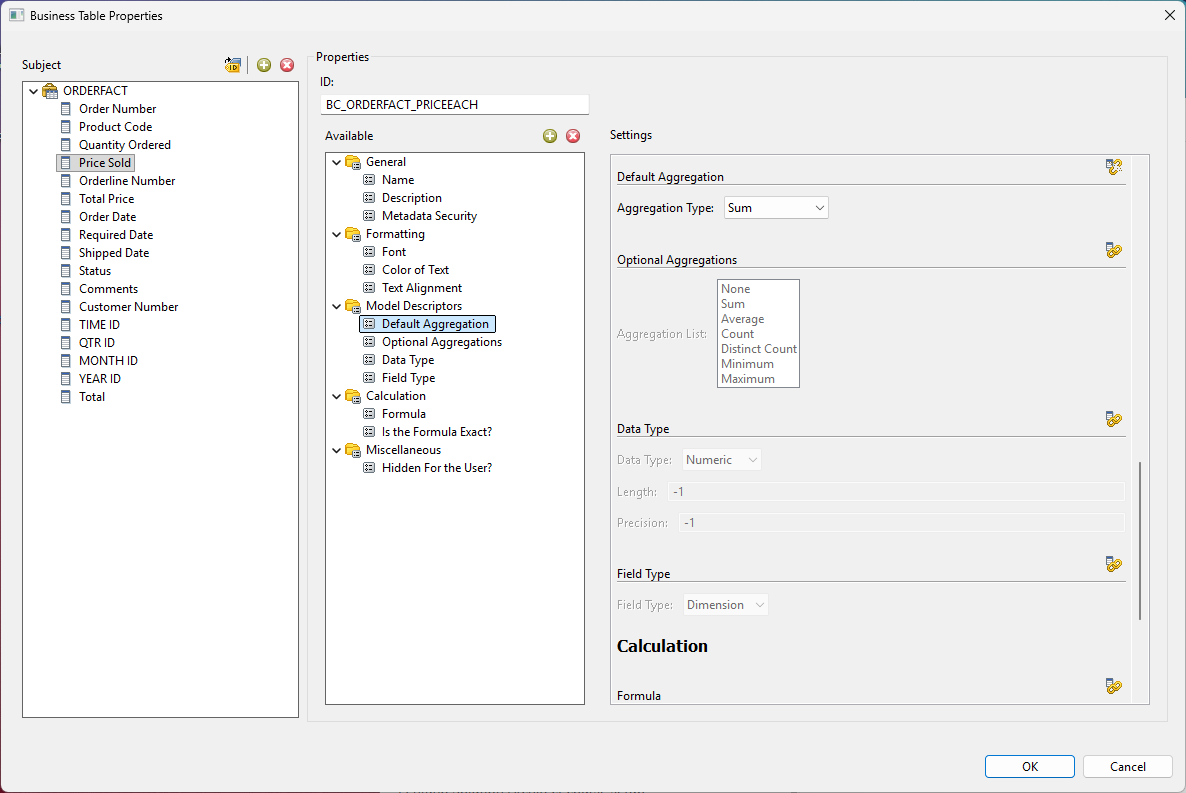 Business Table Properties
Subject
ORDERFACT
Order Number
Product Code
Quantity Ordered
Price Sold
Orderline Number
Total Price
Order Date
Required Date
Shipped Date
Status
Comments
Customer Number
TIME ID
QTR ID
MONTH ID
YEAR ID
Total
Properties
ID:
BC_ORDERFACT_PRICEEACH
Available
General
Name
Description
Metadata Security
Formatting
Font
Color of Text
Text Alignment
Model Descriptors
Default Aggregation
Optional Aggregations
Data Type
Field Type
Calculation
Formula
Is the Formula Exact?
Miscellaneous
Hidden For the User?
Settings
Default Aggregation
Aggregation Type: Sum
Optional Aggregations
Aggregation List:
None
Sum
Average
Count
Distinct Count
Minimum
Maximum
Data Type
Data Type: Numeric
Length: -1
Precision: -1
Field Type
Field Type: Dimension
Calculation
Formula
OK
Cancel